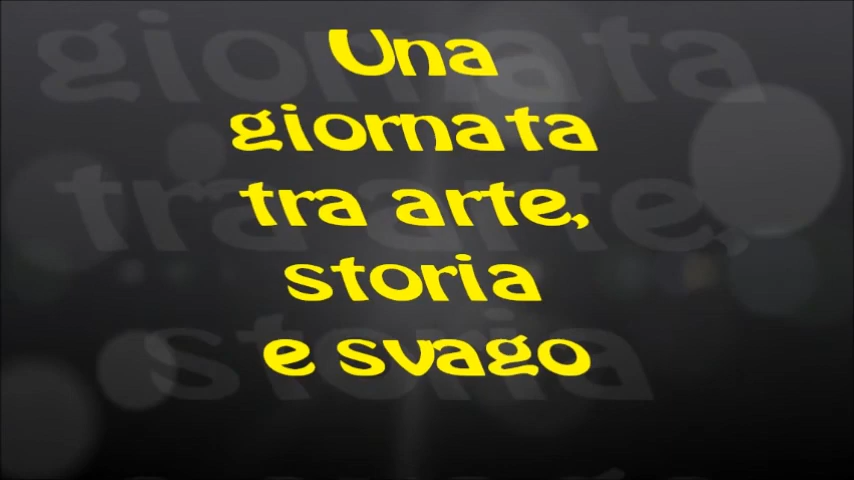 Una
giornata
tra arte,
storia
e svago